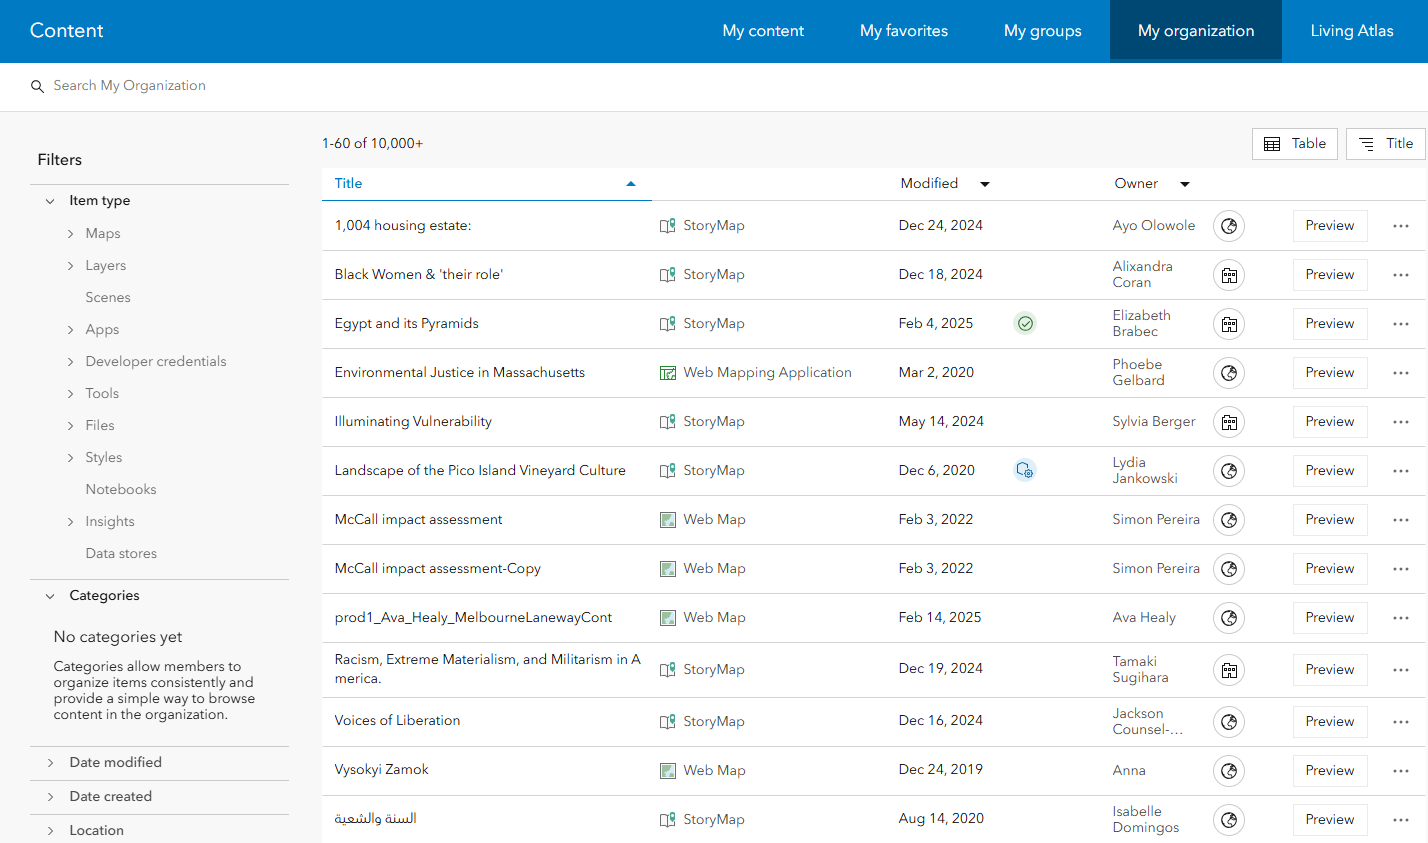 Content
My content
My favorites
My groups
My organization
Living Atlas
Search My Organization
Filters
Item type
Maps
Layers
Scenes
Apps
Developer credentials
Tools
Files
Styles
Notebooks
Insights
Data stores
Categories
No categories yet
Categories allow members to
organize items consistently and
provide a simple way to browse
content in the organization.
Date modified
Date created
Location
1-60 of 10,000+
Table
Title
Title
Modified
Owner
1,004 housing estate:
StoryMap
Dec 24, 2024
Ayo Olowole
Preview
Black Women & 'their role'
StoryMap
Dec 18, 2024
Alixandra
Coran
Preview
Egypt and its Pyramids
StoryMap
Feb 4, 2025
Elizabeth
Brabec
Preview
Environmental Justice in Massachusetts
Web Mapping Application
Mar 2, 2020
Phoebe
Gelbard
Preview
Illuminating Vulnerability
StoryMap
May 14, 2024
Sylvia Berger
Preview
Landscape of the Pico Island Vineyard Culture
StoryMap
Dec 6, 2020
Lydia
Jankowski
Preview
McCall impact assessment
Web Map
Feb 3, 2022
Simon Pereira
Preview
McCall impact assessment-Copy
Web Map
Feb 3, 2022
Simon Pereira
Preview
prod1_Ava_Healy_MelbourneLanewayCont
Web Map
Feb 14, 2025
Ava Healy
Preview
Racism, Extreme Materialism, and Militarism in A
merica.
StoryMap
Dec 19, 2024
Tamaki
Sugihara
Preview
Voices of Liberation
StoryMap
Dec 16, 2024
Jackson
Counsel-...
Preview
Vysokyi Zamok
Web Map
Dec 24, 2019
Anna
Preview
السنة والشعية
StoryMap
Aug 14, 2020
Isabelle
Domingos
Preview